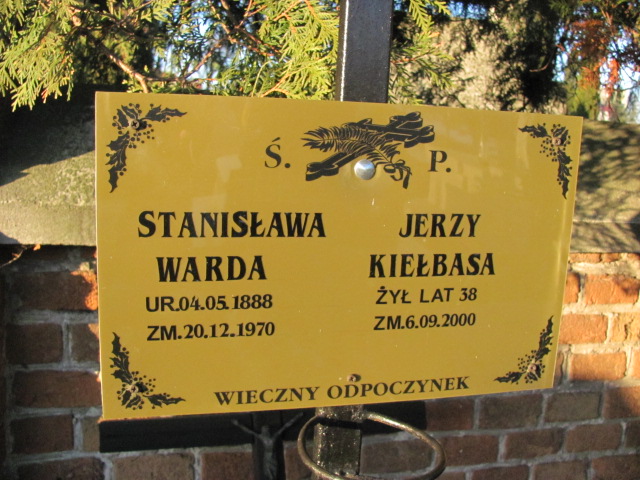 Ś. P.
STANISŁAWA
WARDA
UR.04.05.1888
ZM.20.12.1970
JERZY
KIEŁBASA
ŻYŁ LAT 38
ZM.6.09.2000
WIECZNY ODPOCZYNEK